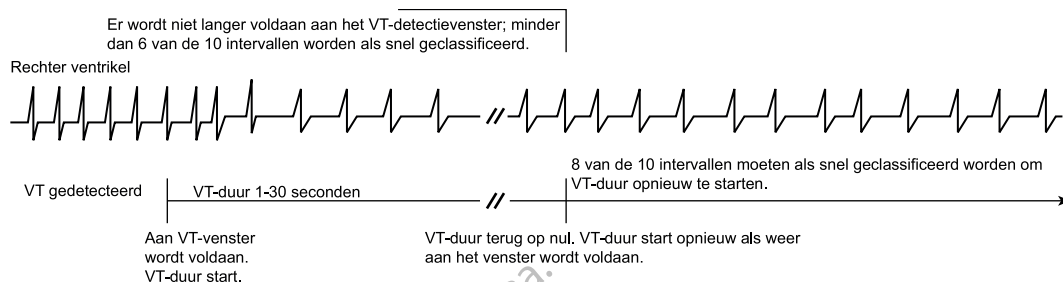 Er wordt niet langer voldaan aan het VT-detectievenster; minder
dan 6 van de 10 intervallen worden als snel geclassificeerd.
Rechter ventrikel
8 van de 10 intervallen moeten als snel geclassificeerd worden om
VT-duur opnieuw te starten.
VT gedetecteerd
VT-duur 1-30 seconden
Aan VT-venster
wordt voldaan.
VT-duur start.
VT-duur terug op nul. VT-duur start opnieuw als weer
aan het venster wordt voldaan.